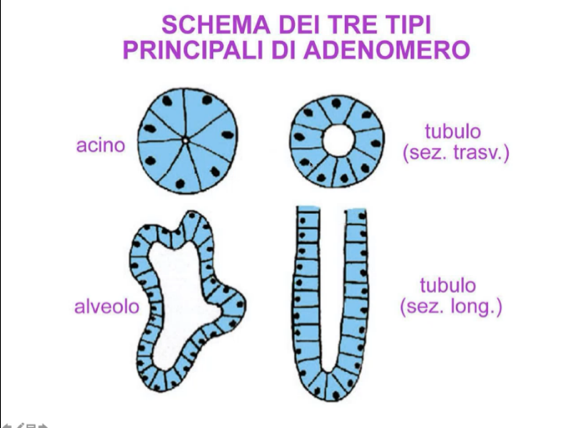 SCHEMA DEI TRE TIPI
PRINCIPALI DI ADENOMERO
acino
tubulo
(sez. trasv.)
alveolo
tubulo
(sez. long.)